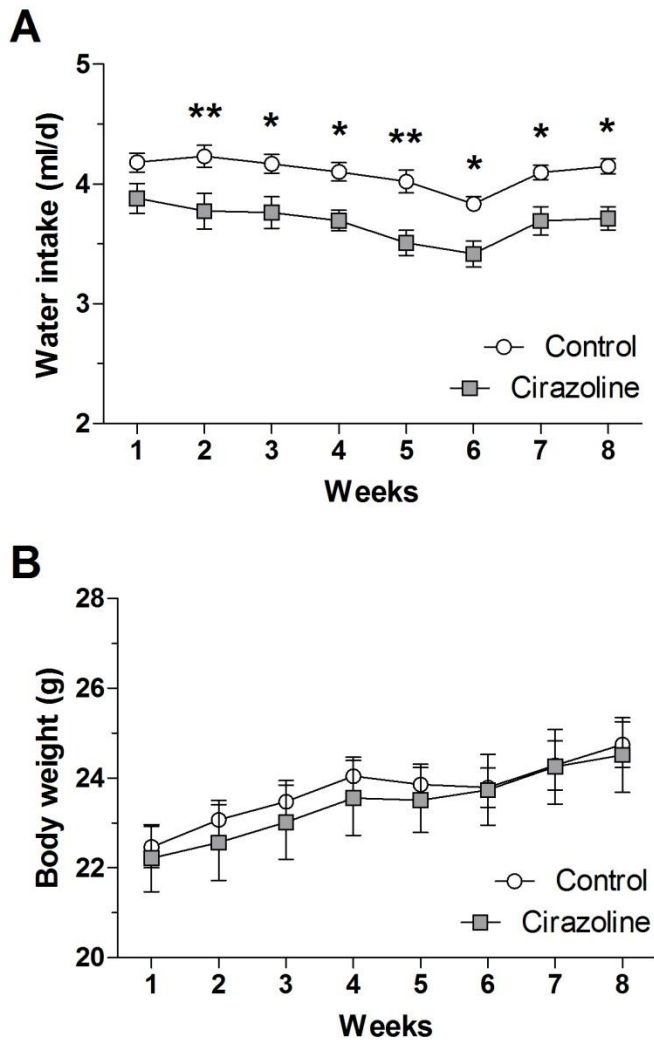 A
Water intake (ml/d)
5
4
3
2
** * * ** * * *
Control
Cirazoline
1 2 3 4 5 6 7 8
Weeks
B
Body weight (g)
28
26
24
22
20
Control
Cirazoline
1 2 3 4 5 6 7 8
Weeks